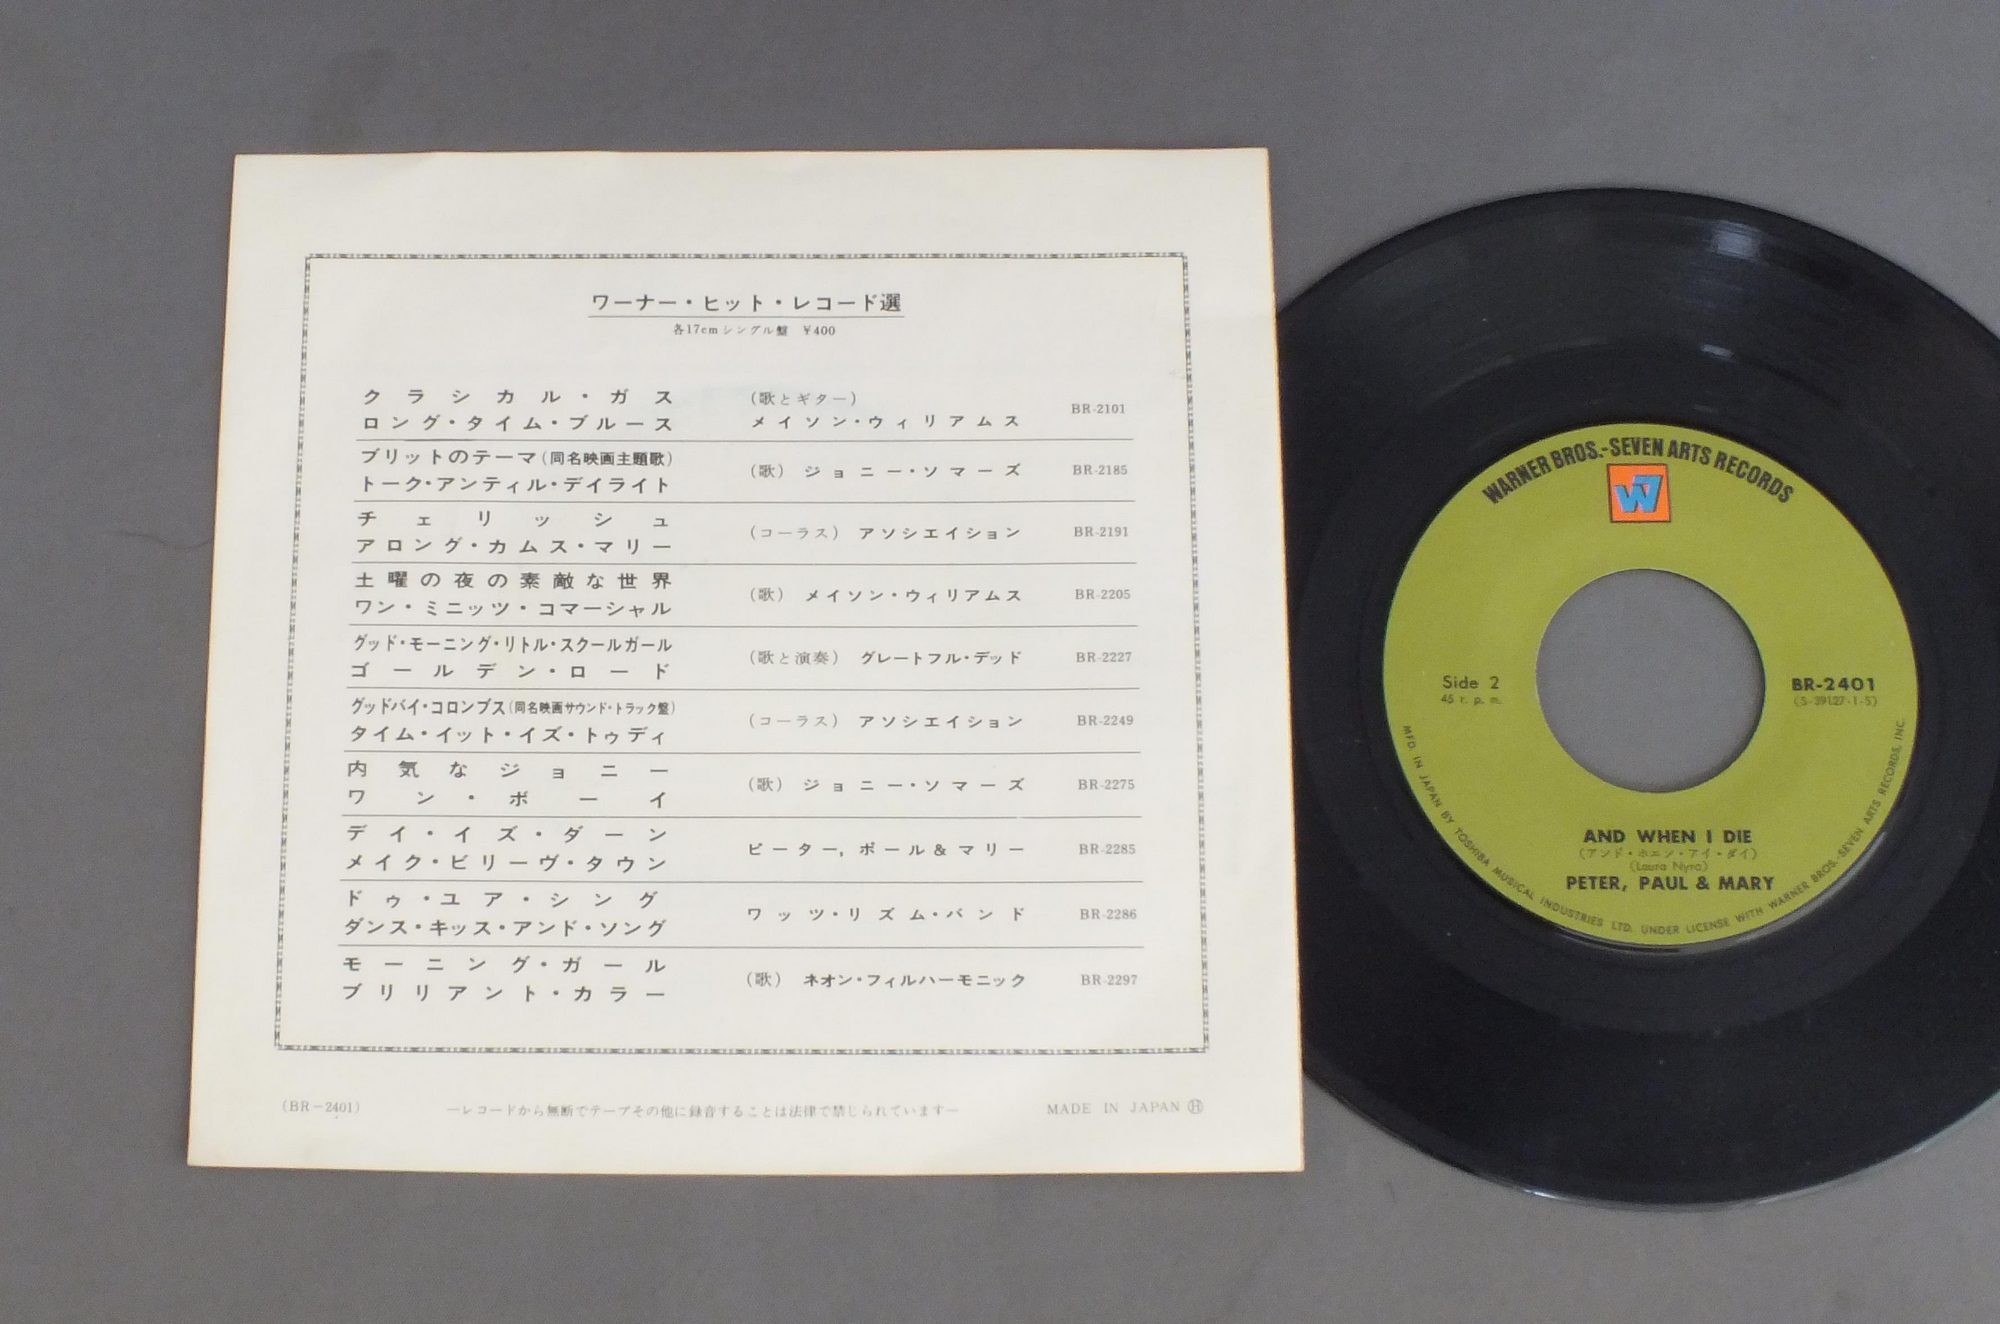 ワーナー・ヒット・レコード選
各17cmシングル盤 ¥400
クラシカル・ガス
ロング・タイム・ブルース
(歌とギター)
メイソン・ウィリアムス
BR-2101
ブリットのテーマ(同名映画主題歌)
トーク・アンティル・デイライト
(歌) ジョニー・ソマーズ
BR-2185
チェリッシュ
アロング・カムス・マリー
(コーラス) アソシエイション
BR-2191
土曜の夜の素敵な世界
ワン・ミニッツ・コマーシャル
(歌) メイソン・ウィリアムス
BR-2205
グッド・モーニング・リトル・スクールガール
ゴールデン・ロード
(歌と演奏) グレートフル・デッド
BR-2227
グッドバイ・コロンブス(同名映画サウンド・トラック盤)
タイム・イット・イズ・トゥディ
(コーラス) アソシエイション
BR-2249
内気なジョニー
ワン・ボーイ
(歌) ジョニー・ソマーズ
BR-2275
デイ・イズ・ダーン
メイク・ビリーヴ・タウン
ピーター, ポール&マリー
BR-2285
ドゥ・ユア・シング
ダンス・キッス・アンド・ソング
ワッツ・リズム・バンド
BR-2286
モーニング・ガール
ブリリアント・カラー
(歌) ネオン・フィルハーモニック
BR-2297
(BR-2401)
—レコードから無断でテープその他に録音することは法律で禁じられています—
MADE IN JAPAN Ⓗ
WARNER BROS.-SEVEN ARTS RECORDS
W7
Side 2
45 r. p. m.
BR-2401
(S-39127-1-S)
AND WHEN I DIE
(アンド・ホエン・アイ・ダイ)
(Laura Nyro)
PETER, PAUL & MARY
MFD. IN JAPAN BY TOSHIBA MUSICAL INDUSTRIES LTD. UNDER LICENSE WITH WARNER BROS.-SEVEN ARTS RECORDS, INC.